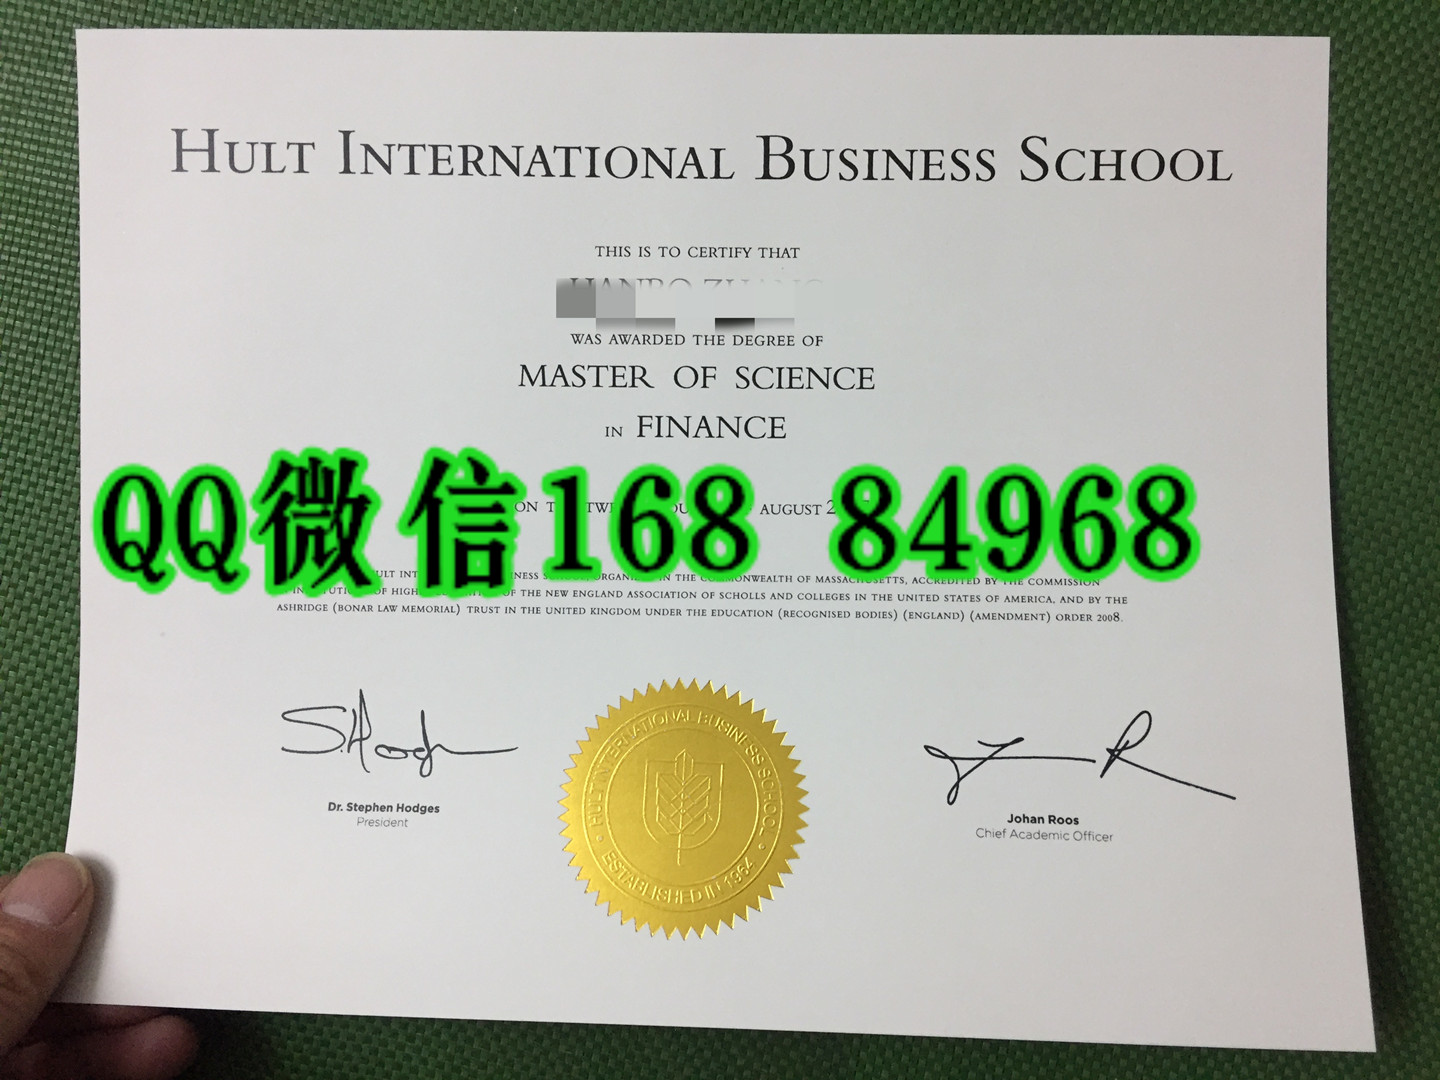 HULT INTERNATIONAL BUSINESS SCHOOL
THIS IS TO CERTIFY THAT
WAS AWARDED THE DEGREE OF
MASTER OF SCIENCE
IN FINANCE
QQ微信168 84968
ON AUGUST
THE COMMONWEALTH OF MASSACHUSETTS, ACCREDITED BY THE COMMISSION
OF THE NEW ENGLAND ASSOCIATION OF SCHOLLS AND COLLEGES IN THE UNITED STATES OF AMERICA, AND BY THE
ASHRIDGE (BONAR LAW MEMORIAL) TRUST IN THE UNITED KINGDOM UNDER THE EDUCATION (RECOGNISED BODIES) (ENGLAND) (AMENDMENT) ORDER 2008.
HULT INTERNATIONAL BUSINESS SCHOOL
ESTABLISHED IN 1964
Dr. Stephen Hodges
President
Johan Roos
Chief Academic Officer